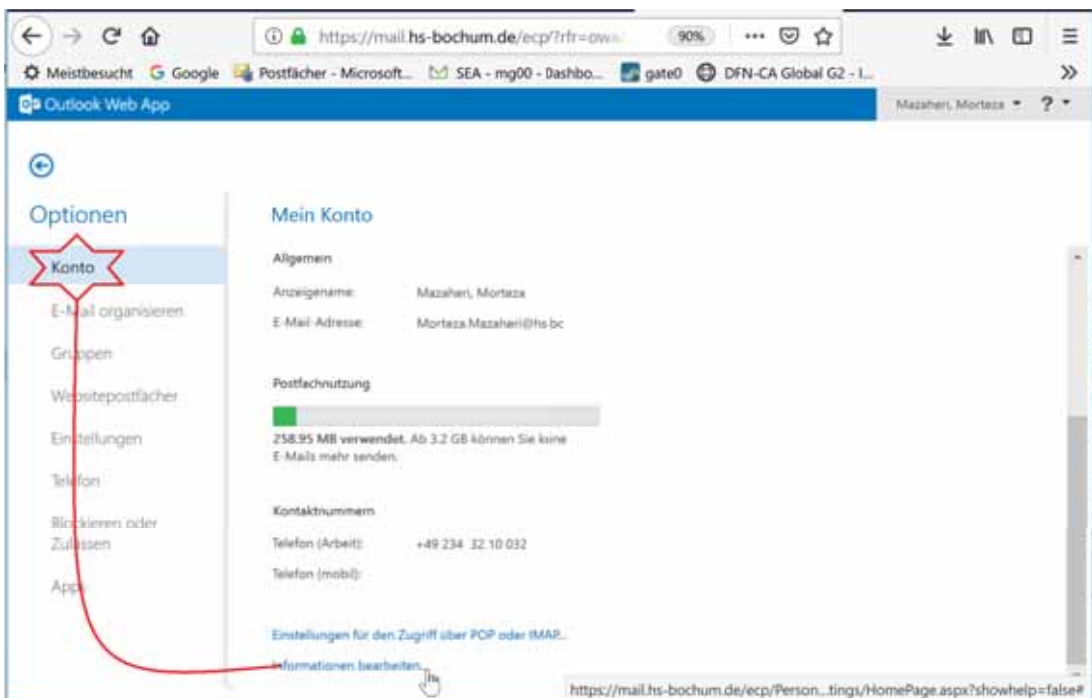 https://mail.hs-bochum.de/ecp/?rfr=owa
90%
Meistbesucht Google Postfächer - Microsoft... SEA - mg00 - Dashbo... gate0 DFN-CA Global G2 - I...
Outlook Web App Mazaheri, Morteza ?
Optionen
Konto
E-Mail organisieren
Gruppen
Websitepostfächer
Einstellungen
Telefon
Blockieren oder
Zulassen
Apps
Mein Konto
Allgemein
Anzeigename: Mazaheri, Morteza
E-Mail-Adresse: Morteza.Mazaheri@hs-bc
Postfachnutzung
258.95 MB verwendet. Ab 3.2 GB können Sie keine
E-Mails mehr senden.
Kontaktnummern
Telefon (Arbeit): +49 234 32 10 032
Telefon (mobil):
Einstellungen für den Zugriff über POP oder IMAP...
Informationen bearbeiten...
https://mail.hs-bochum.de/ecp/Person...tings/HomePage.aspx?showhelp=false#